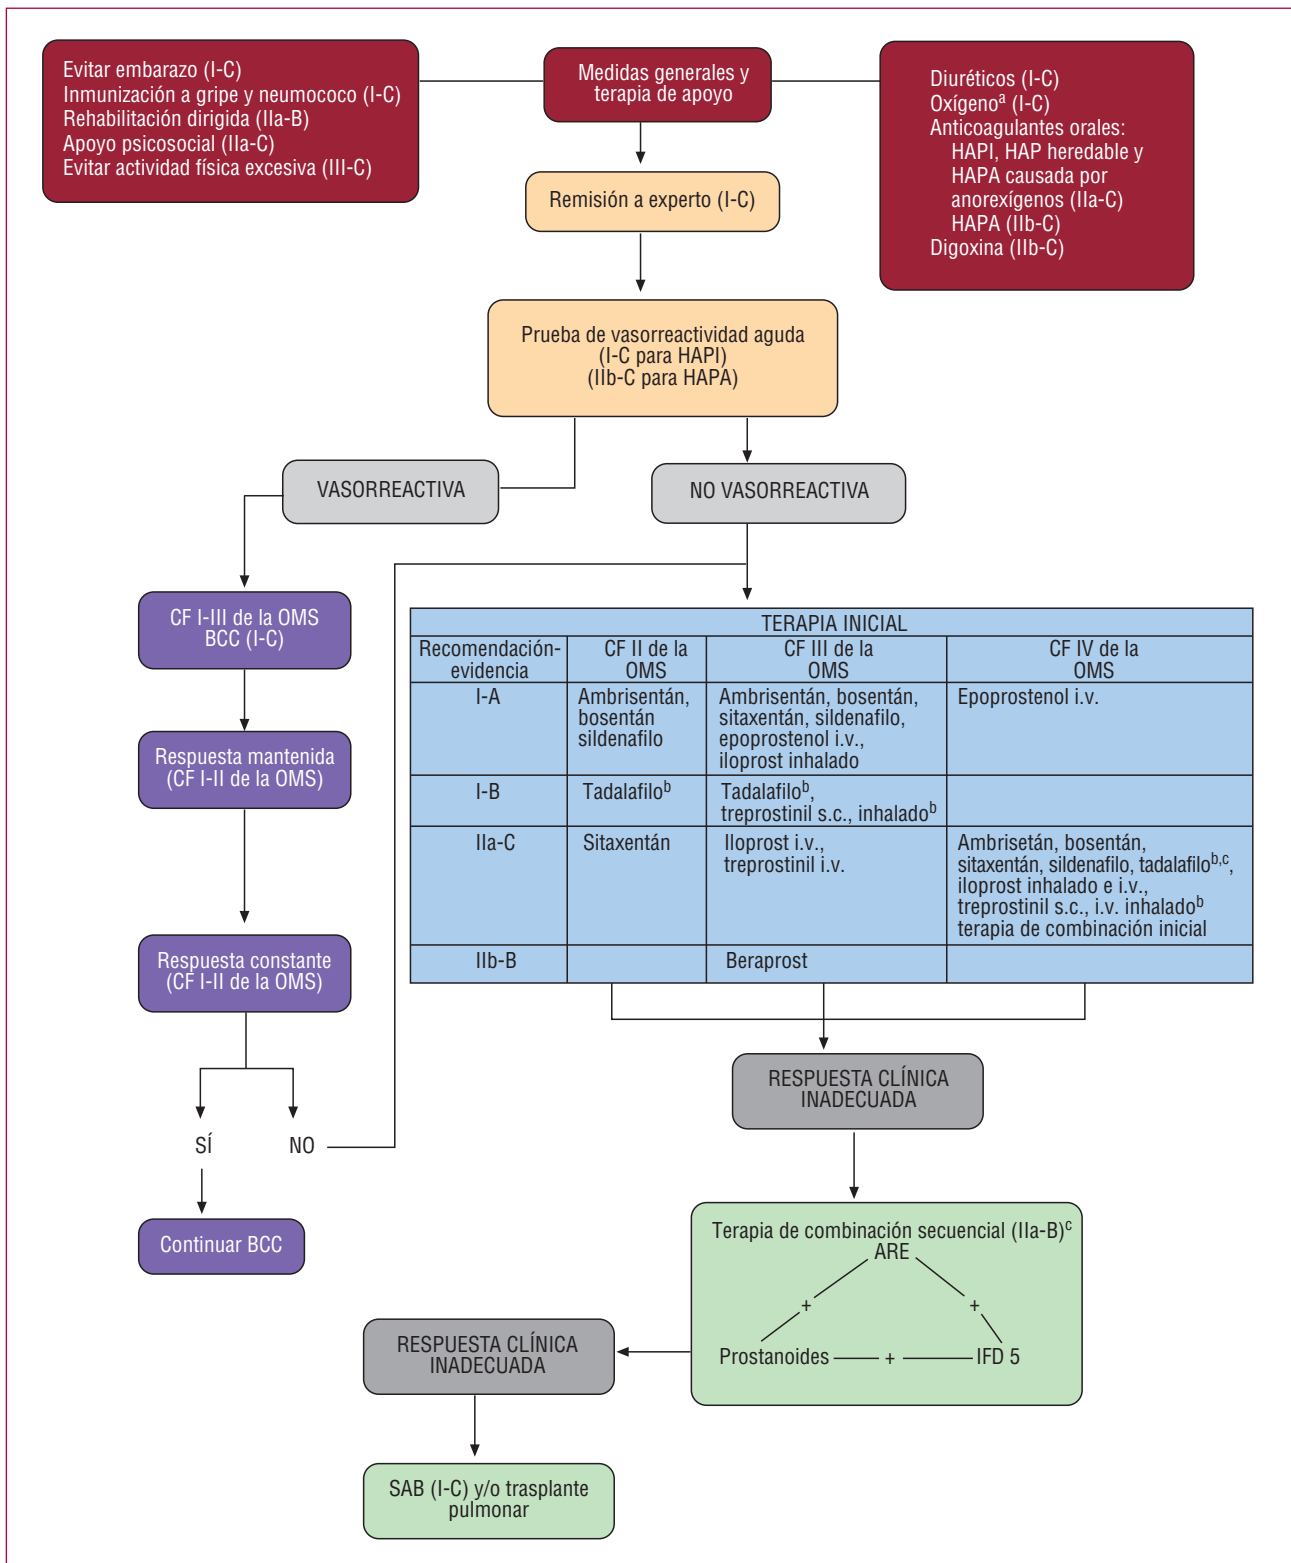 Evitar embarazo (I-C)
Inmunización a gripe y neumococo (I-C)
Rehabilitación dirigida (IIa-B)
Apoyo psicosocial (IIa-C)
Evitar actividad física excesiva (III-C)
Medidas generales y
terapia de apoyo
Diuréticos (I-C)
Oxígenoª (I-C)
Anticoagulantes orales:
HAPI, HAP heredable y
HAPA causada por
anorexígenos (IIa-C)
HAPA (IIb-C)
Digoxina (IIb-C)
Remisión a experto (I-C)
Prueba de vasorreactividad aguda
(I-C para HAPI)
(IIb-C para HAPA)
VASORREACTIVA
NO VASORREACTIVA
CF I-III de la OMS
BCC (I-C)
Respuesta mantenida
(CF I-II de la OMS)
Respuesta constante
(CF I-II de la OMS)
SÍ
NO
Continuar BCC
TERAPIA INICIAL
Recomendación-
evidencia
CF II de la
OMS
CF III de la
OMS
CF IV de la
OMS
I-A
Ambrisentán,
bosentán
sildenafilo
Ambrisentán, bosentán,
sitaxentán, sildenafilo,
epoprostenol i.v.,
iloprost inhalado
Epoprostenol i.v.
I-B
Tadalafilo^b
Tadalafilo^b,
treprostinil s.c., inhalado^b
IIa-C
Sitaxentán
Iloprost i.v.,
treprostinil i.v.
Ambrisetán, bosentán,
sitaxentán, sildenafilo, tadalafilo^b,c,
iloprost inhalado e i.v.,
treprostinil s.c., i.v. inhalado^b
terapia de combinación inicial
IIb-B
Beraprost
RESPUESTA CLÍNICA
INADECUADA
Terapia de combinación secuencial (IIa-B)^c
ARE
+ +
Prostanoides + IFD 5
RESPUESTA CLÍNICA
INADECUADA
SAB (I-C) y/o trasplante
pulmonar